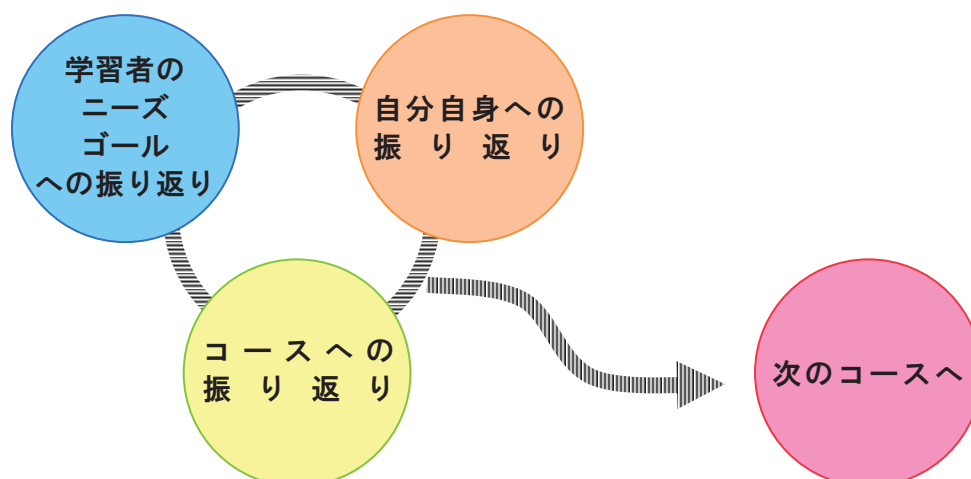 学習者の
ニーズ
ゴール
への振り返り
自分自身への
振り返り
コースへの
振り返り
次のコースへ